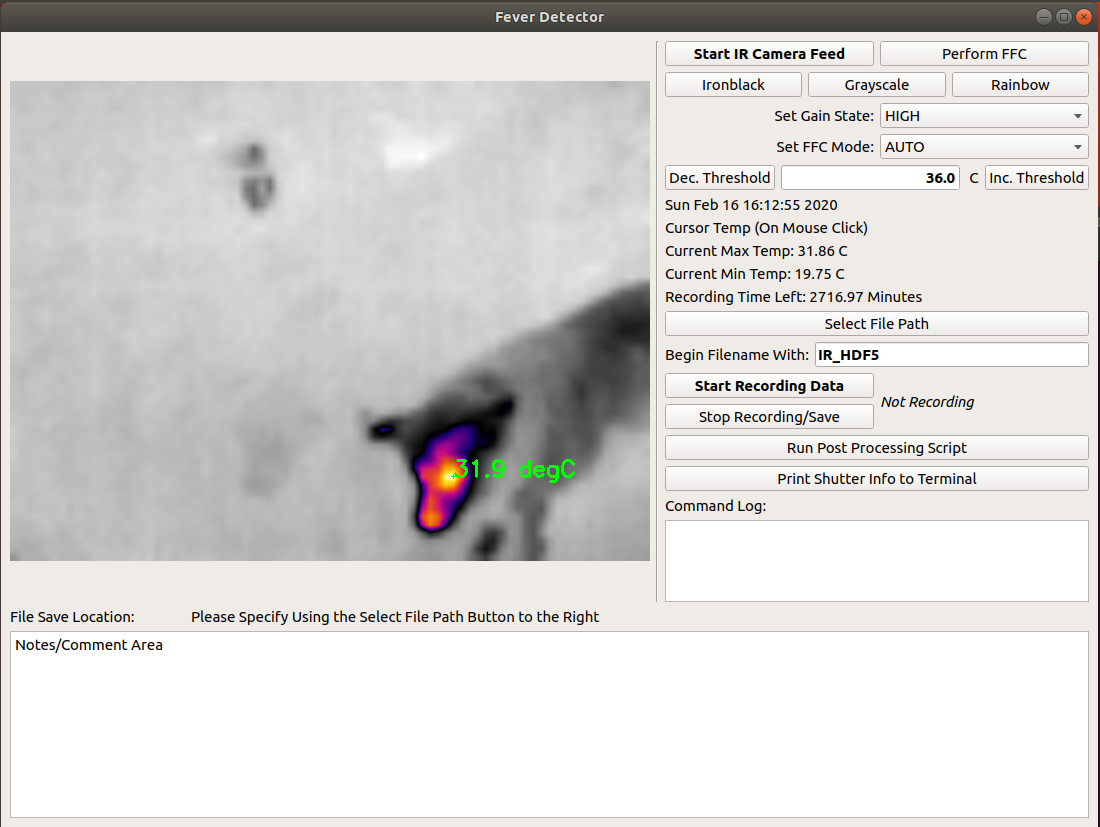 Fever Detector
Start IR Camera Feed
Perform FFC
Ironblack
Grayscale
Rainbow
Set Gain State: HIGH
Set FFC Mode: AUTO
Dec. Threshold 36.0 C Inc. Threshold
Sun Feb 16 16:12:55 2020
Cursor Temp (On Mouse Click)
Current Max Temp: 31.86 C
Current Min Temp: 19.75 C
Recording Time Left: 2716.97 Minutes
Select File Path
Begin Filename With: IR_HDF5
Start Recording Data
Not Recording
Stop Recording/Save
Run Post Processing Script
31.9 degC
Print Shutter Info to Terminal
Command Log:
File Save Location: Please Specify Using the Select File Path Button to the Right
Notes/Comment Area